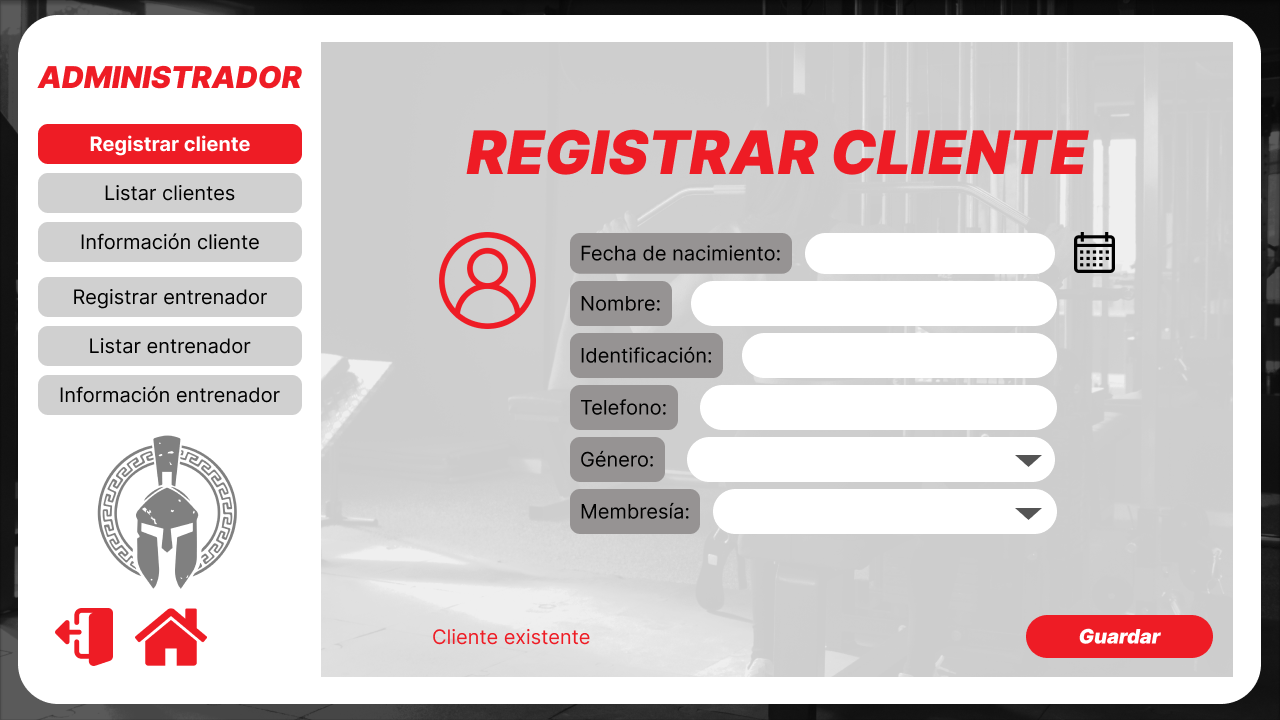 ADMINISTRADOR
Registrar cliente
Listar clientes
Información cliente
Registrar entrenador
Listar entrenador
Información entrenador
REGISTRAR CLIENTE
Fecha de nacimiento:
Nombre:
Identificación:
Telefono:
Género:
Membresía:
Cliente existente
Guardar